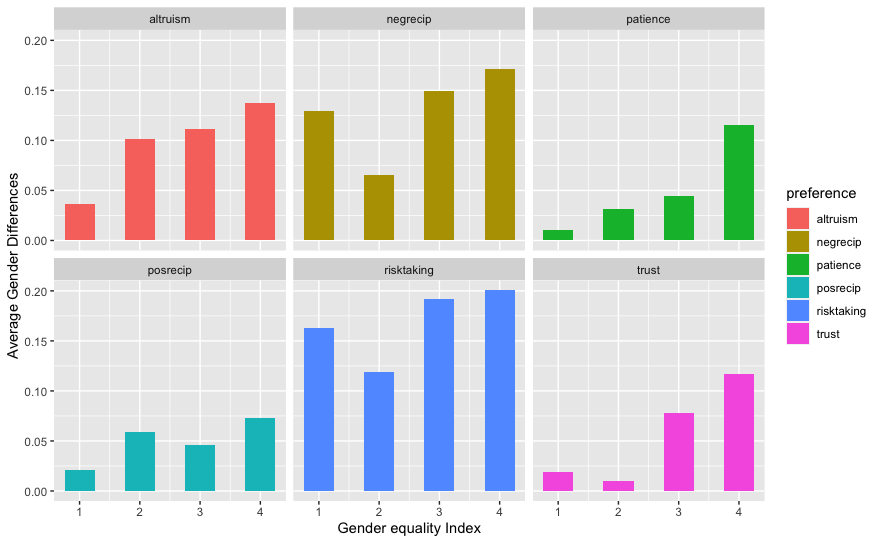 altruism negrecip patience
0.20
0.15
0.10
0.05
0.00
posrecip risktaking trust
0.20
0.15
0.10
0.05
0.00
1 2 3 4 1 2 3 4 1 2 3 4
Gender equality Index
Average Gender Differences
preference
altruism
negrecip
patience
posrecip
risktaking
trust